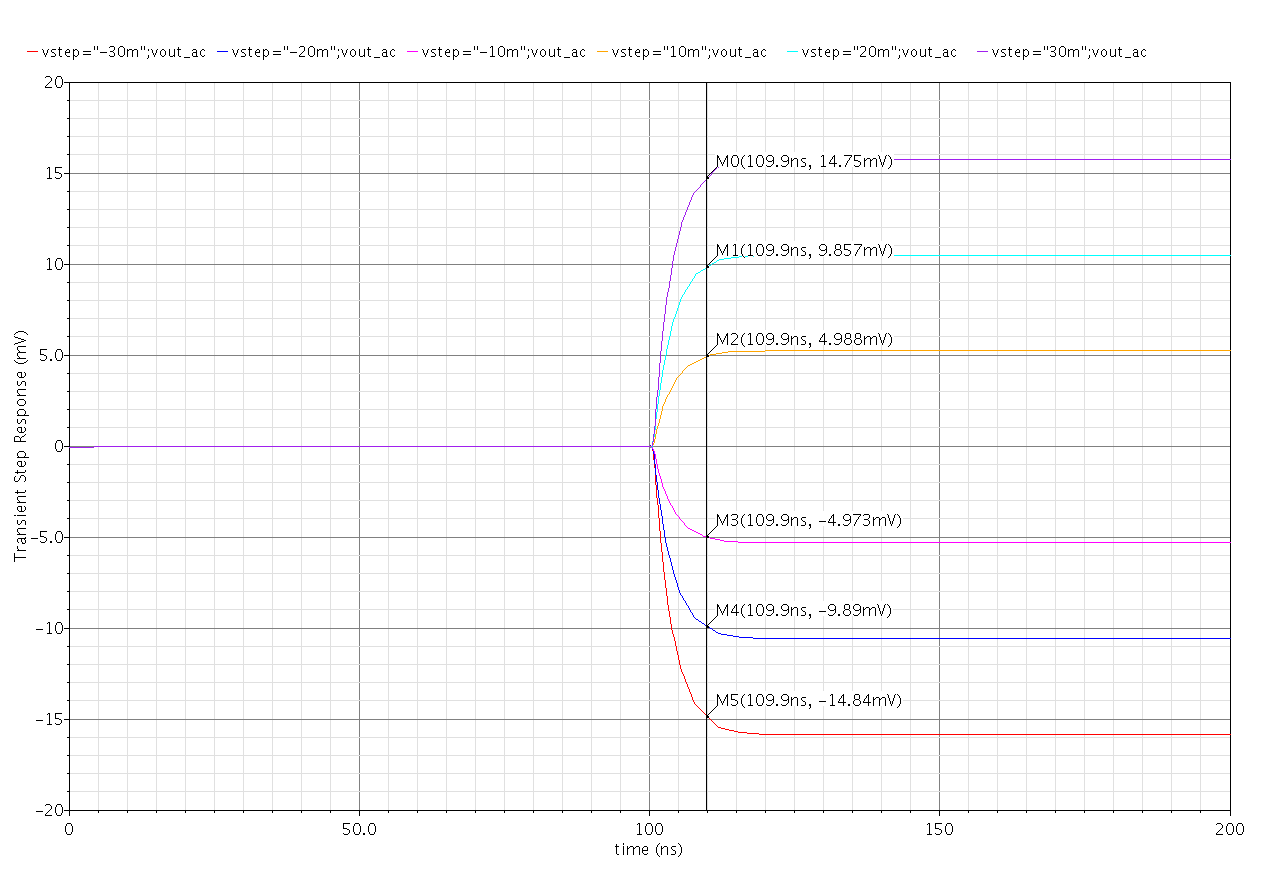 vstep="-30m";vout_ac vstep="-20m";vout_ac vstep="-10m";vout_ac vstep="10m";vout_ac vstep="20m";vout_ac vstep="30m";vout_ac
20
15
10
5.0
0
-5.0
-10
-15
-20
Transient Step Response (mV)
M0(109.9ns, 14.75mV)
M1(109.9ns, 9.857mV)
M2(109.9ns, 4.988mV)
M3(109.9ns, -4.973mV)
M4(109.9ns, -9.89mV)
M5(109.9ns, -14.84mV)
0 50.0 100 150 200
time (ns)